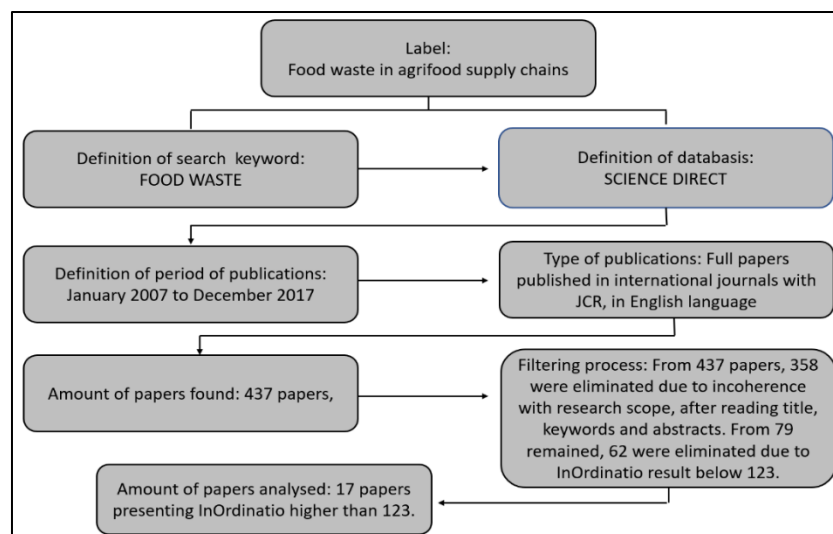 Label:
Food waste in agrifood supply chains
Definition of search keyword:
FOOD WASTE
Definition of databasis:
SCIENCE DIRECT
Definition of period of publications:
January 2007 to December 2017
Type of publications: Full papers
published in international journals with
JCR, in English language
Amount of papers found: 437 papers,
Filtering process: From 437 papers, 358
were eliminated due to incoherence
with research scope, after reading title,
keywords and abstracts. From 79
remained, 62 were eliminated due to
InOrdinatio result below 123.
Amount of papers analysed: 17 papers
presenting InOrdinatio higher than 123.